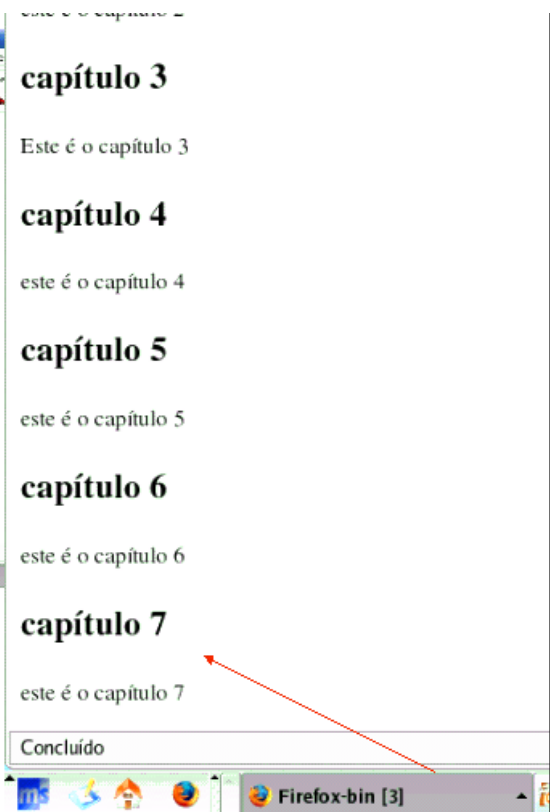 capítulo 3
Este é o capítulo 3
capítulo 4
este é o capítulo 4
capítulo 5
este é o capítulo 5
capítulo 6
este é o capítulo 6
capítulo 7
este é o capítulo 7
Concluído
ms
Firefox-bin [3]